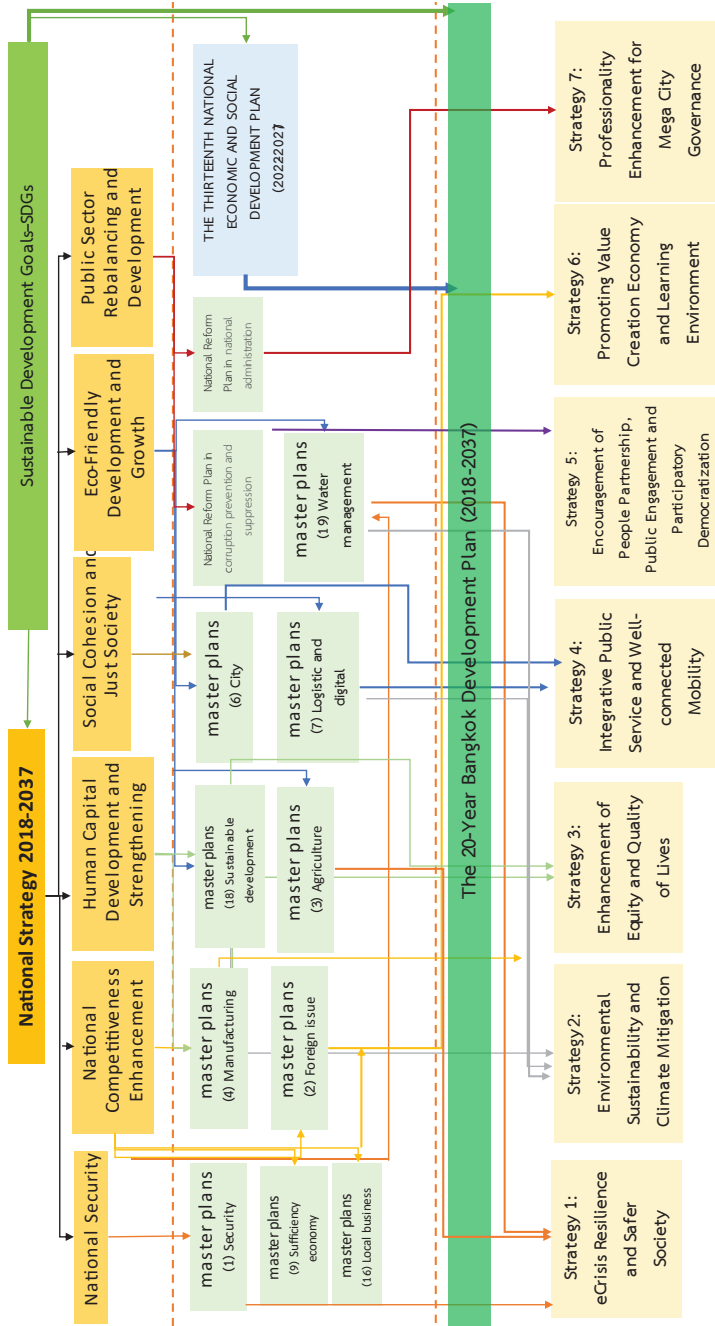 National Strategy 2018-2037
Sustainable Development Goals-SDGs
National Security
National
Competitiveness
Enhancement
Human Capital
Development and
Strengthening
Social Cohesion and
Just Society
Eco-Friendly
Development and
Growth
Public Sector
Rebalancing and
Development
master plans
(1) Security
master plans
(9) Sufficiency
economy
master plans
(16) Local business
master plans
(4) Manufacturing
master plans
(2) Foreign issue
master plans
(18) Sustainable
development
master plans
(3) Agriculture
master plans
(6) City
master plans
(7) Logistic and
digital
National Reform Plan in
corruption prevention and
suppression
master plans
(19) Water
management
National Reform
Plan in national
administration
THE THIRTEENTH NATIONAL
ECONOMIC AND SOCIAL
DEVELOPMENT PLAN
(20222027)
The 20-Year Bangkok Development Plan (2018-2037)
Strategy 1:
eCrisis Resilience
and Safer
Society
Strategy 2:
Environmental
Sustainability and
Climate Mitigation
Strategy 3:
Enhancement of
Equity and Quality
of Lives
Strategy 4:
Integrative Public
Service and Well-
connected
Mobility
Strategy 5:
Encouragement of
People Partnership,
Public Engagement and
Participatory
Democratization
Strategy 6:
Promoting Value
Creation Economy
and Learning
Environment
Strategy 7:
Professionality
Enhancement for
Mega City
Governance